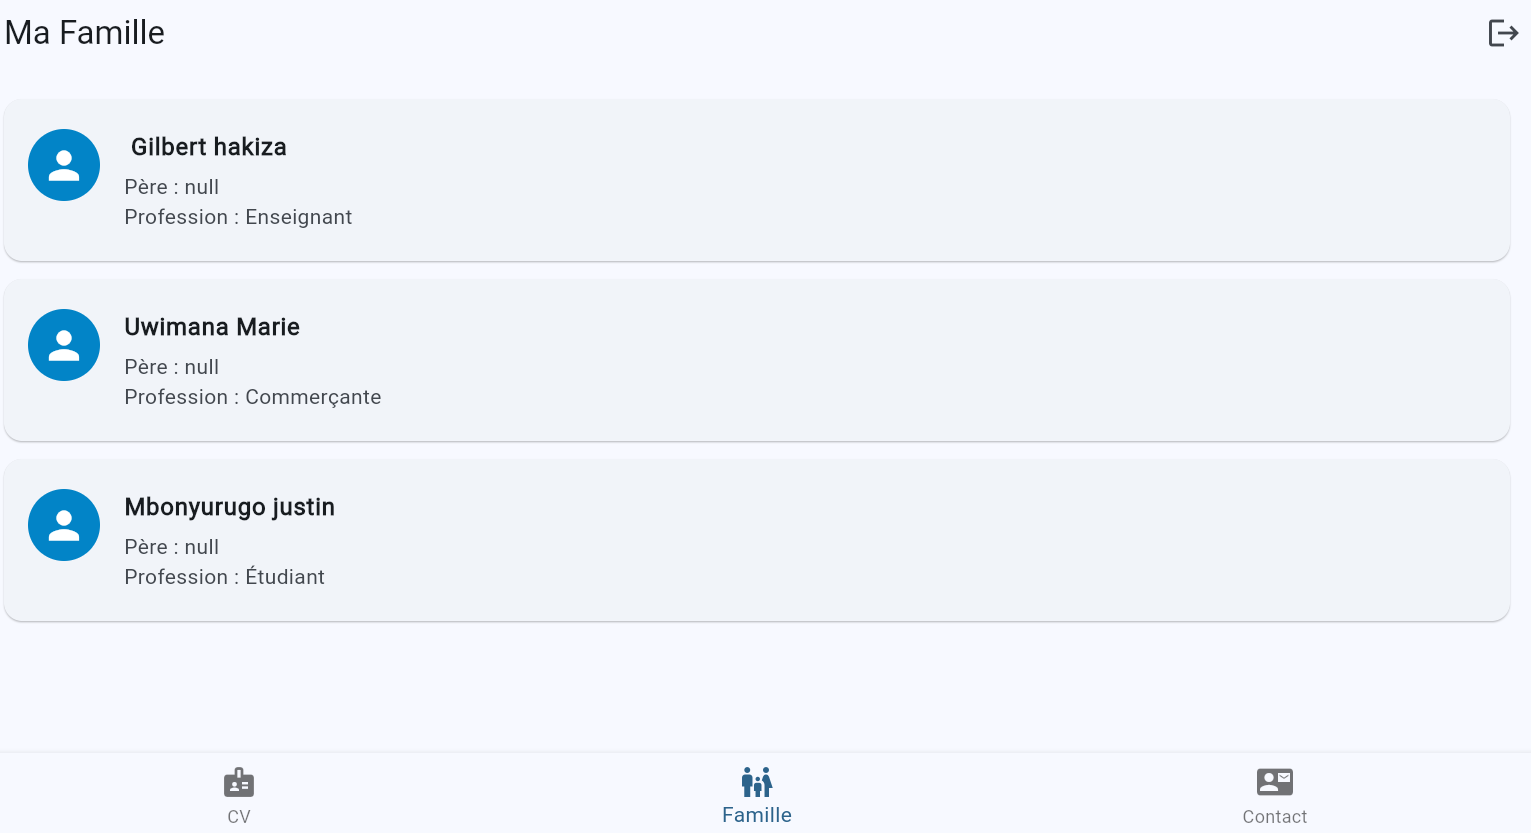 Ma Famille
Gilbert hakiza
Père : null
Profession : Enseignant
Uwimana Marie
Père : null
Profession : Commerçante
Mbonyurugo justin
Père : null
Profession : Étudiant
CV
Famille
Contact